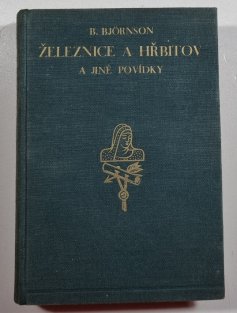 B. BJÖRNSON
ŽELEZNICE A HŘBITOV
A JINÉ POVÍDKY